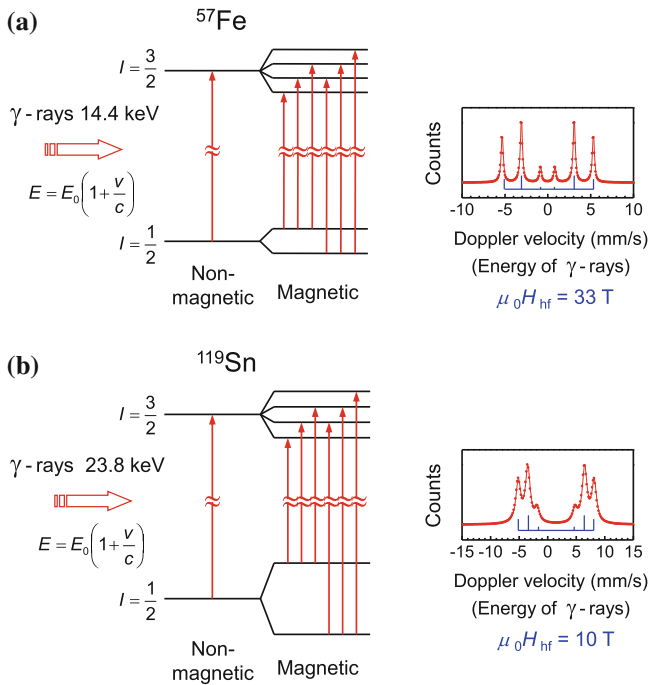 (a)
⁵⁷Fe
I = 3/2
γ - rays 14.4 keV
E = E₀(1 + v/c)
I = 1/2
Non-
magnetic
Magnetic
Counts
-10 -5 0 5 10
Doppler velocity (mm/s)
(Energy of γ - rays)
μ₀H_hf = 33 T
(b)
¹¹⁹Sn
I = 3/2
γ - rays 23.8 keV
E = E₀(1 + v/c)
I = 1/2
Non-
magnetic
Magnetic
Counts
-15 -10 -5 0 5 10 15
Doppler velocity (mm/s)
(Energy of γ - rays)
μ₀H_hf = 10 T